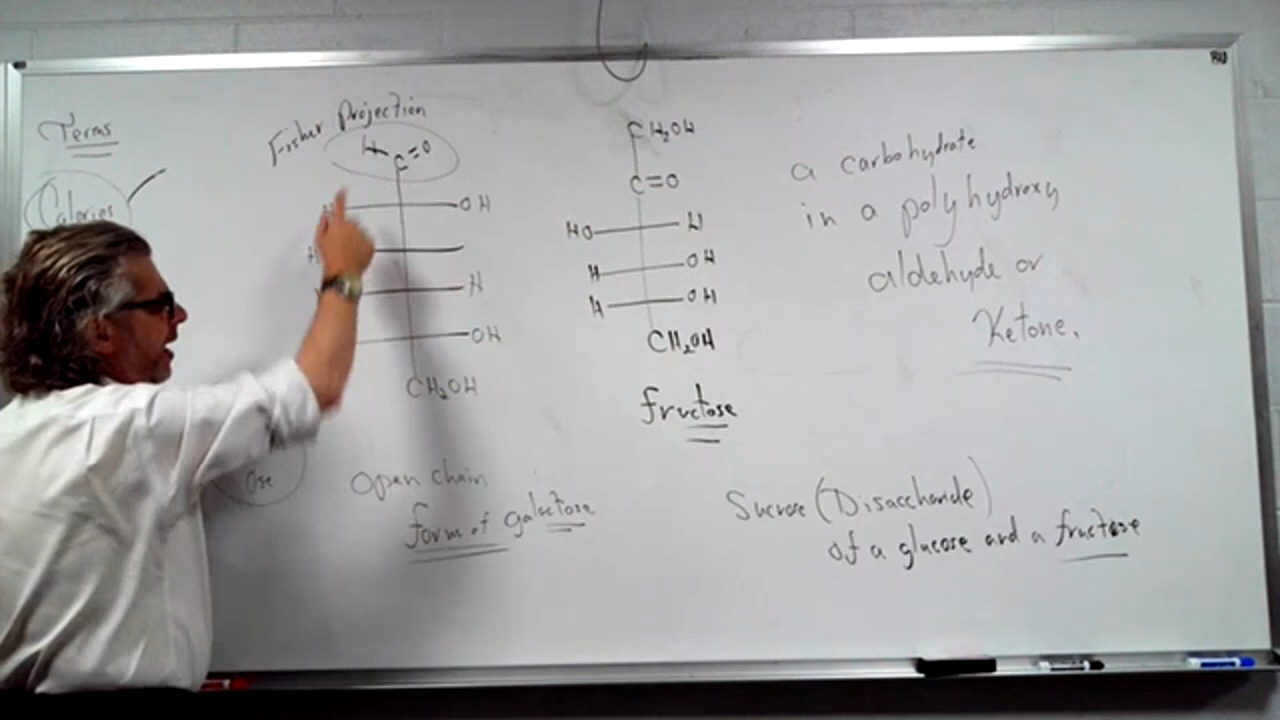 BU
Terms
Calories
Fisher Projection
H C=O
OH
H
H
OH
CH₂OH
Ose
open chain
form of galactose
CH₂OH
C=O
HO H
H OH
H OH
CH₂OH
fructose
a carbohydrate
in a polyhydroxy
aldehyde or
Ketone.
Sucrose (Disaccharide)
of a glucose and a fructose